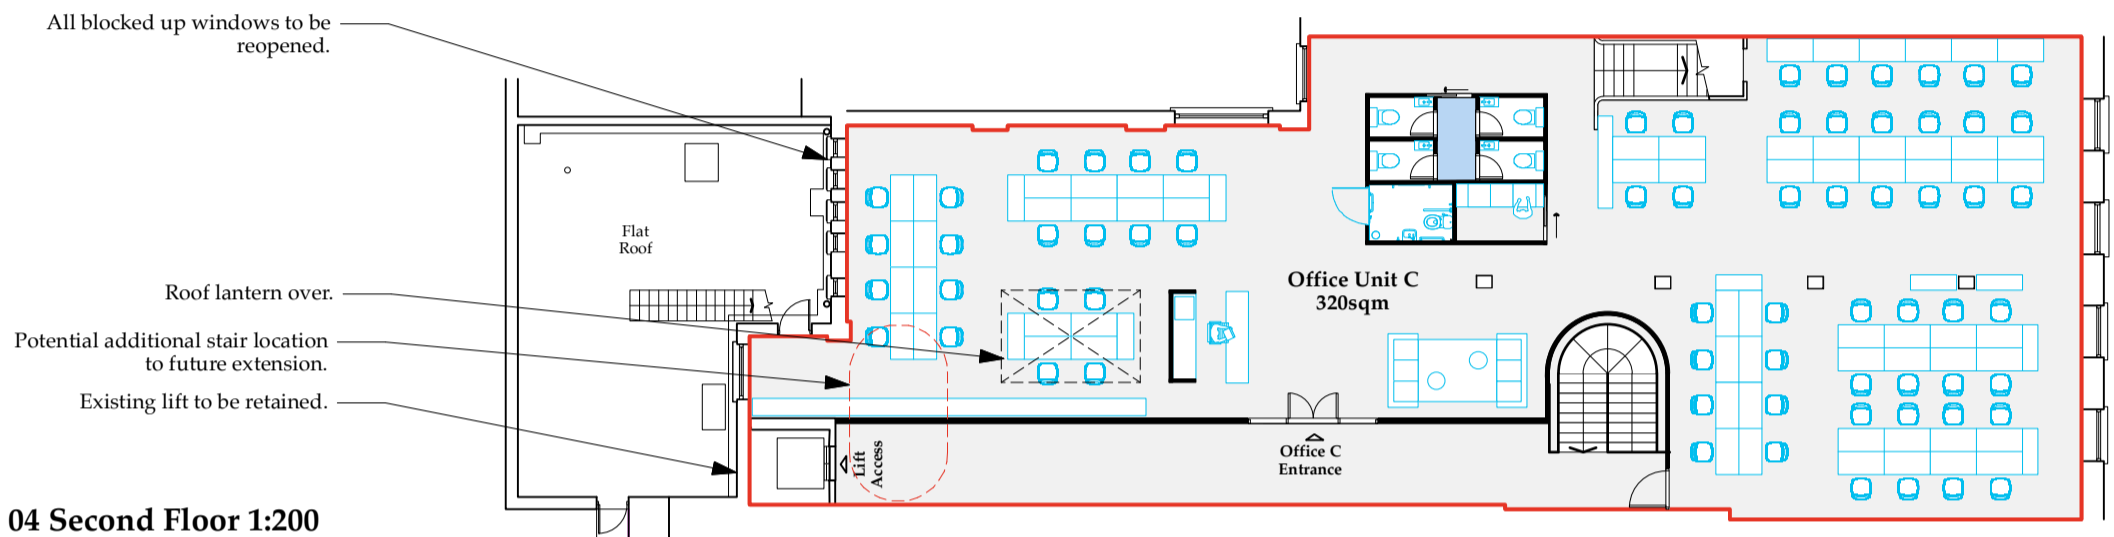 All blocked up windows to be
reopened.
Flat
Roof
Roof lantern over.
Potential additional stair location
to future extension.
Existing lift to be retained.
Office Unit C
320sqm
Lift
Access
Office C
Entrance
04 Second Floor 1:200